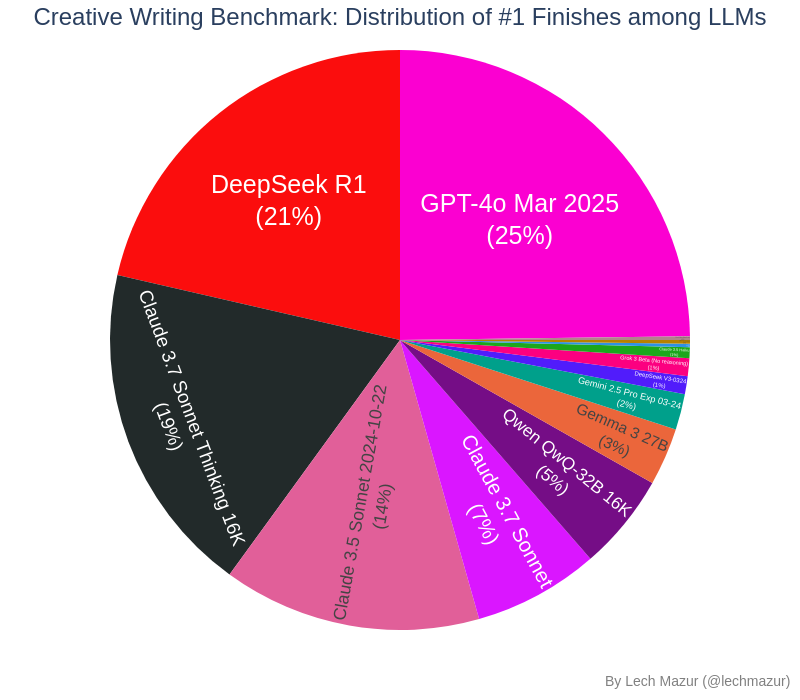 Creative Writing Benchmark: Distribution of #1 Finishes among LLMs
GPT-4o Mar 2025
(25%)
DeepSeek R1
(21%)
Claude 3.7 Sonnet Thinking 16K
(19%)
Claude 3.5 Sonnet 2024-10-22
(14%)
Claude 3.7 Sonnet
(7%)
Qwen QwQ-32B 16K
(5%)
Gemma 3 27B
(3%)
Gemini 2.5 Pro Exp 03-24
(2%)
DeepSeek V3-0324
(1%)
Grok 3 Beta (No reasoning)
(1%)
By Lech Mazur (@lechmazur)